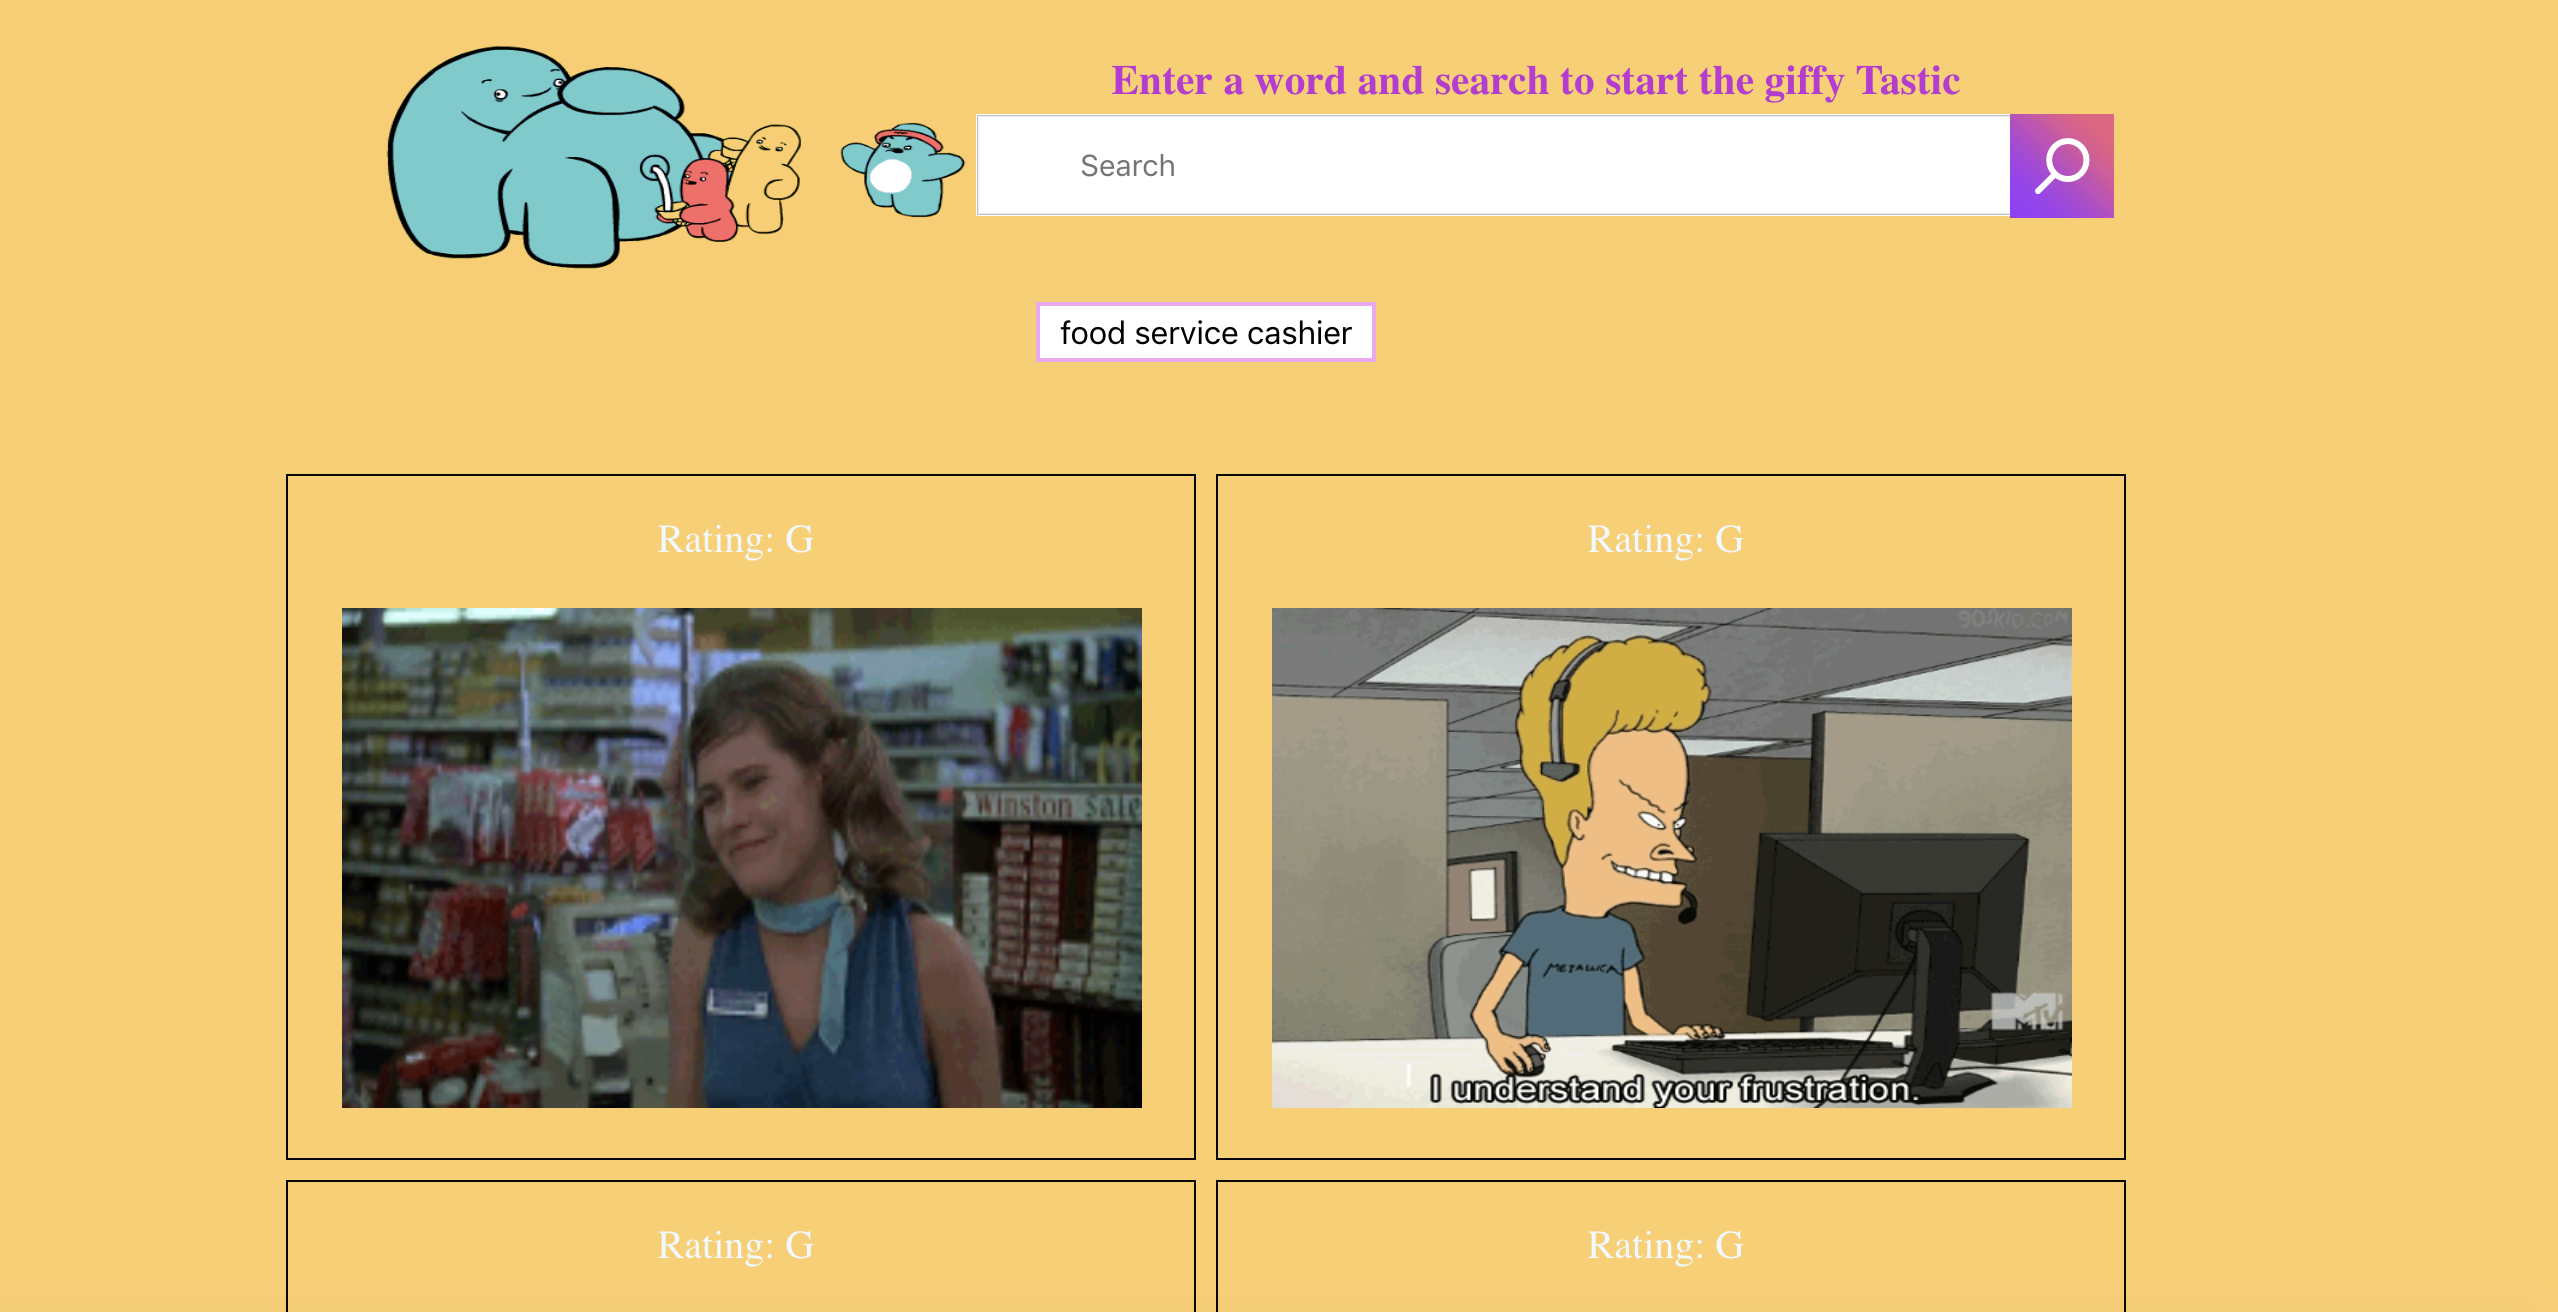 Enter a word and search to start the giffy Tastic
Search
food service cashier
Rating: G
Rating: G
Winston Sale
90SKID.COM
METALLICA
MTV
I understand your frustration.
Rating: G
Rating: G